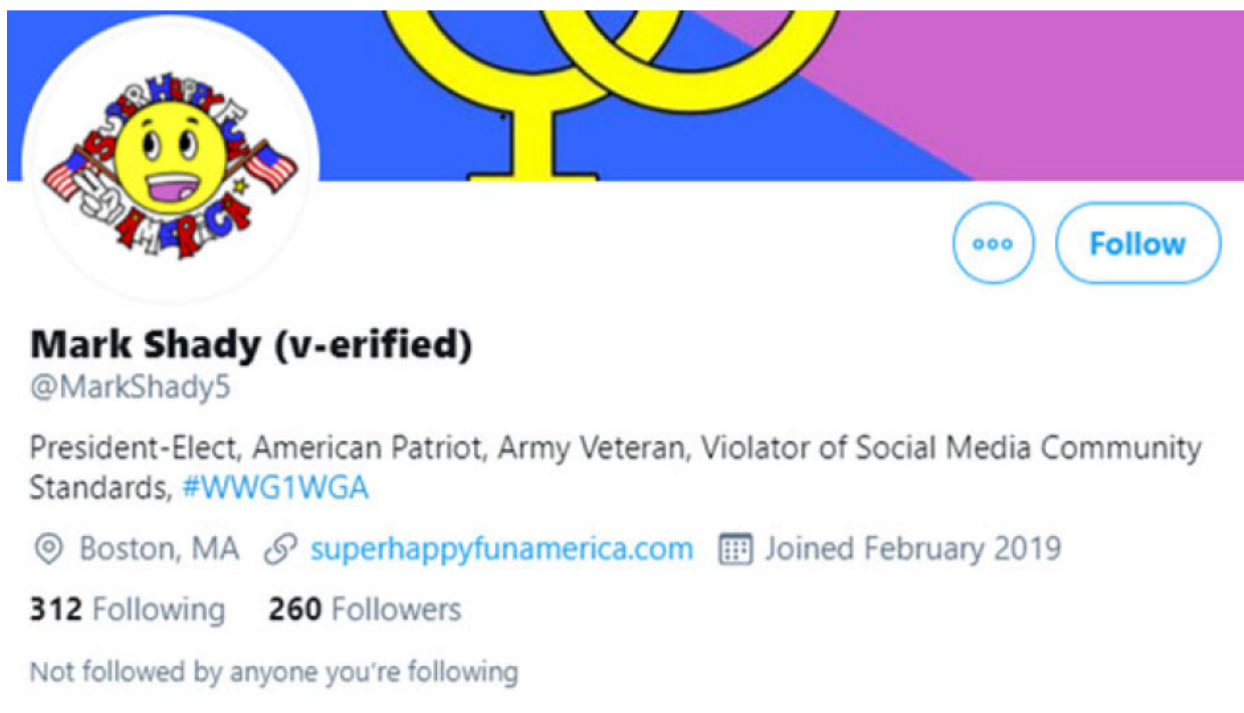 SUPER HAPPY FUN
AMERICA
Follow
Mark Shady (v-erified)
@MarkShady5
President-Elect, American Patriot, Army Veteran, Violator of Social Media Community
Standards, #WWG1WGA
Boston, MA superhappyfunamerica.com Joined February 2019
312 Following 260 Followers
Not followed by anyone you're following